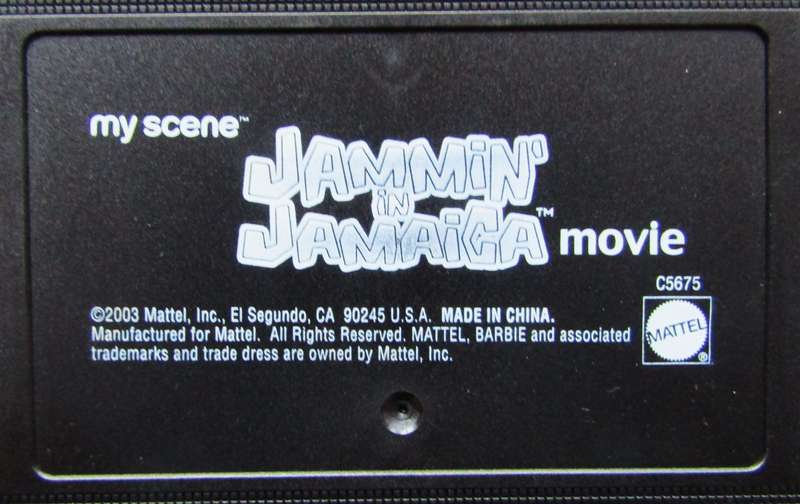 my scene™
JAMMiN'
iN
JAMAiCA™ movie
C5675
©2003 Mattel, Inc., El Segundo, CA 90245 U.S.A. MADE IN CHINA.
Manufactured for Mattel. All Rights Reserved. MATTEL, BARBIE and associated
trademarks and trade dress are owned by Mattel, Inc.
MATTEL®